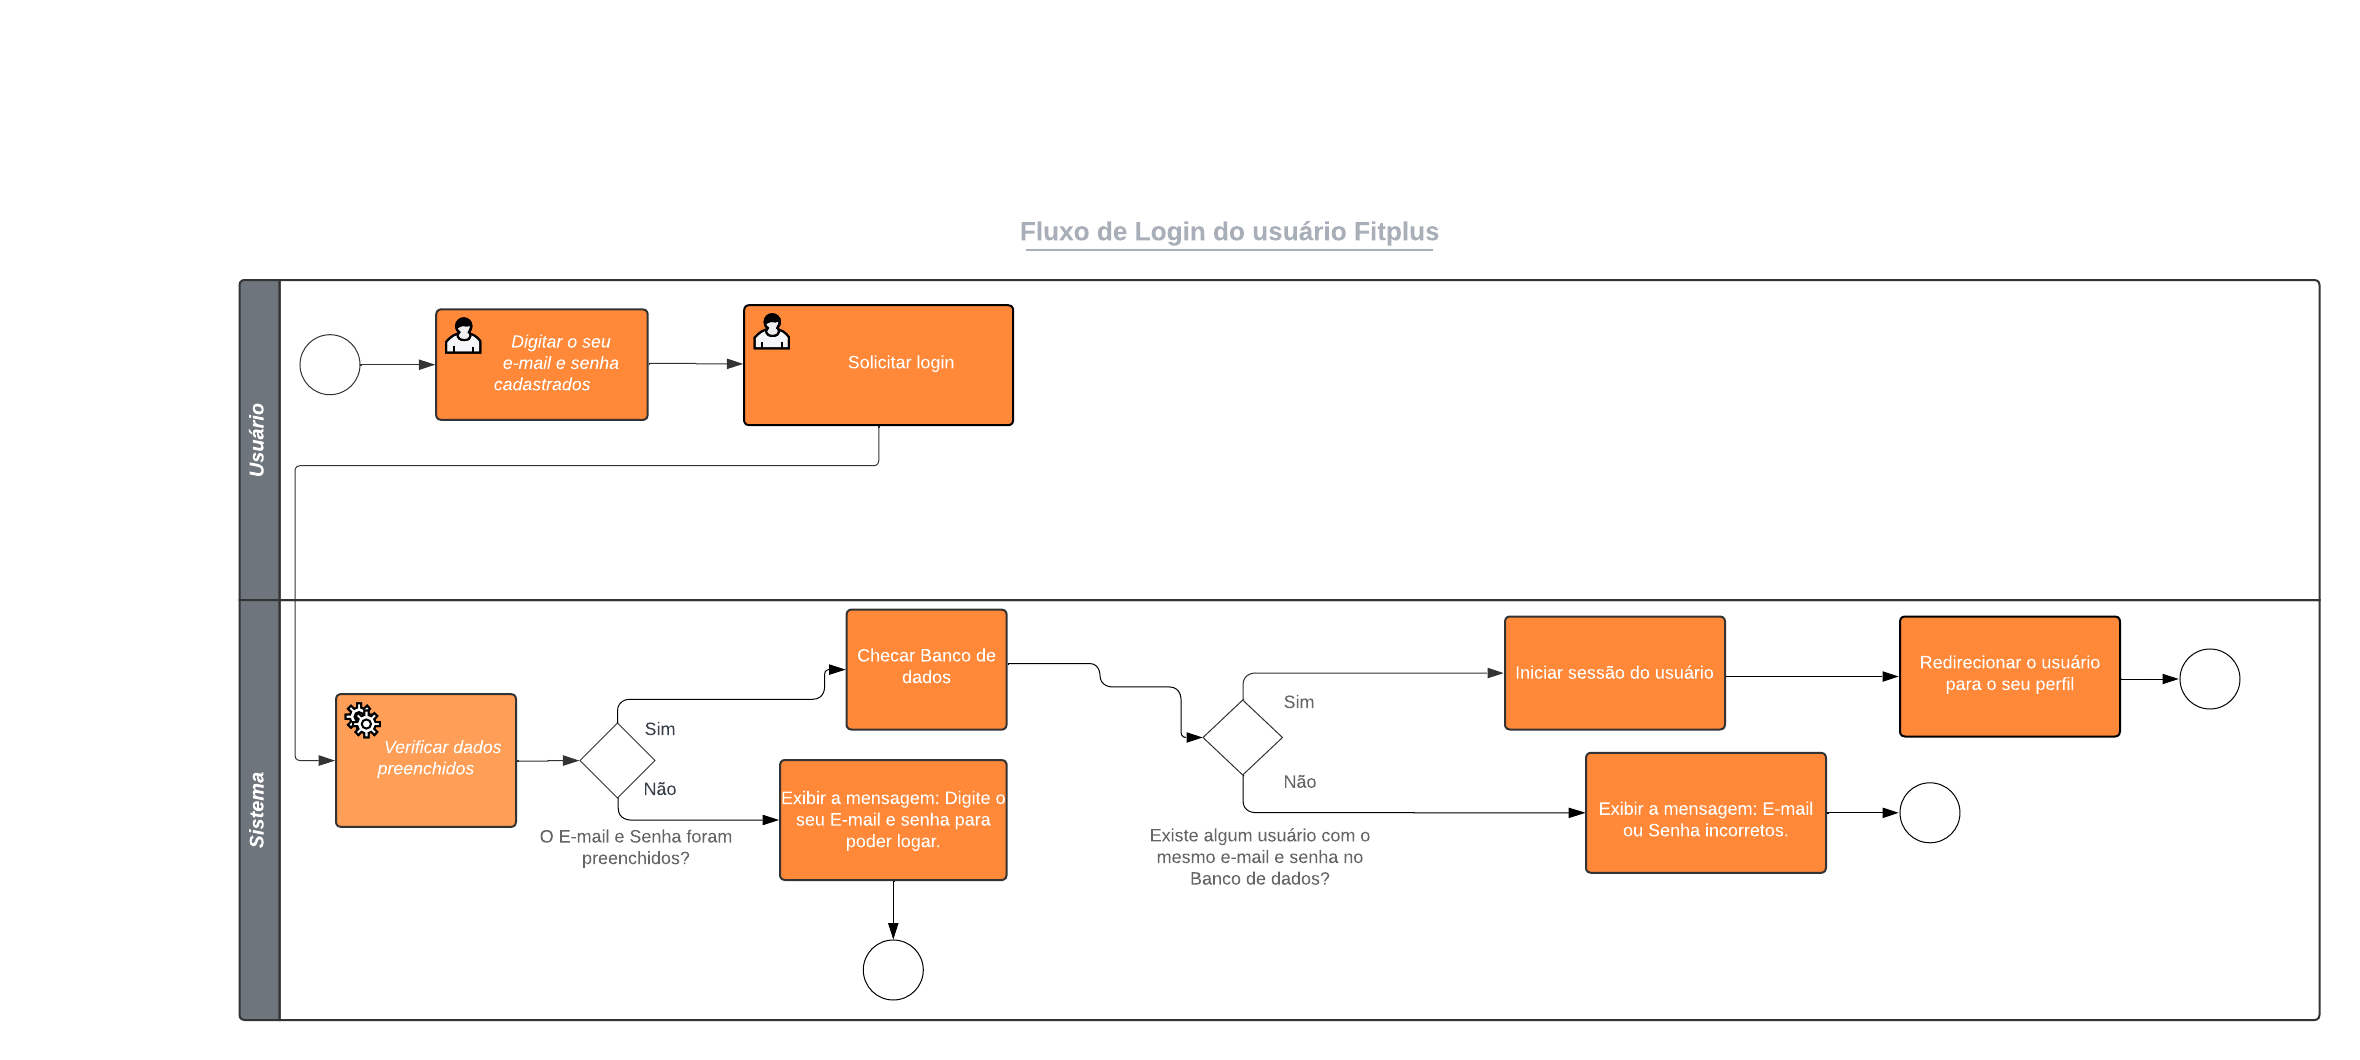 Fluxo de Login do usuário Fitplus
Usuário
Digitar o seu
e-mail e senha
cadastrados
Solicitar login
Sistema
Verificar dados
preenchidos
Sim
Não
O E-mail e Senha foram
preenchidos?
Checar Banco de
dados
Exibir a mensagem: Digite o
seu E-mail e senha para
poder logar.
Sim
Não
Existe algum usuário com o
mesmo e-mail e senha no
Banco de dados?
Iniciar sessão do usuário
Redirecionar o usuário
para o seu perfil
Exibir a mensagem: E-mail
ou Senha incorretos.